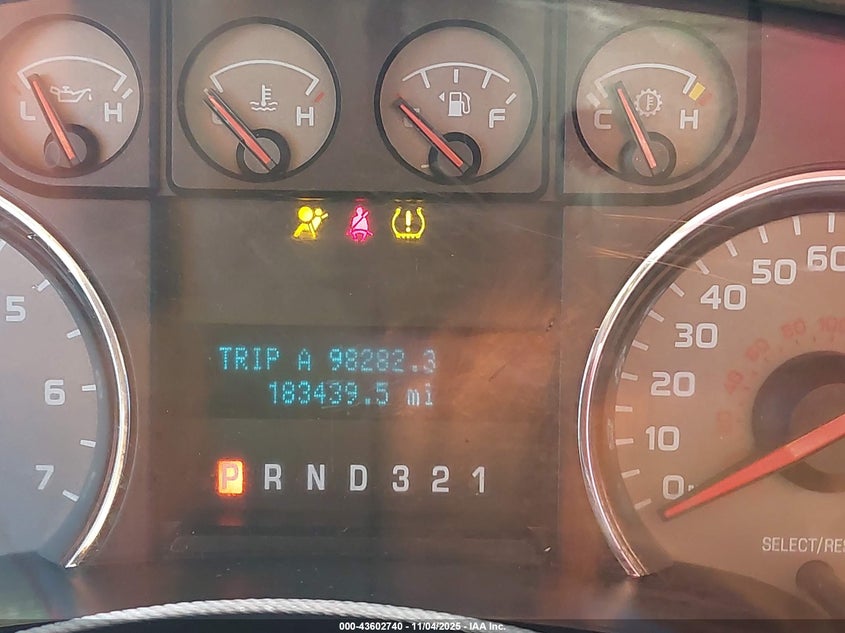 L H
H
F
C H
5
6
7
TRIP A 98282.3
183439.5 mi
P R N D 3 2 1
0
10
20
30
40
50
60
SELECT/RES
000-43602740 - 11/04/2025 - IAA Inc.